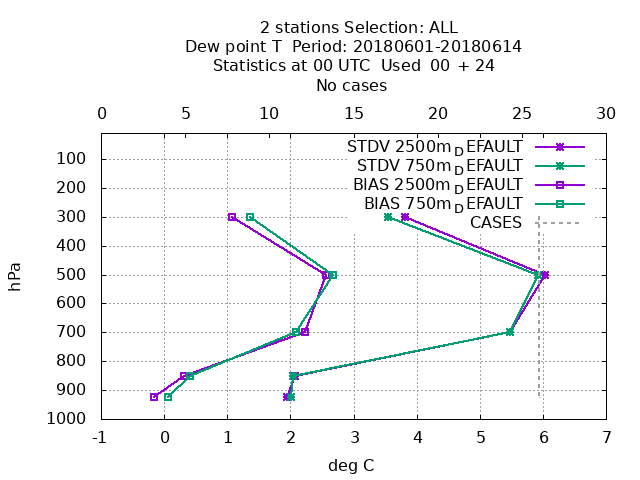 2 stations Selection: ALL
Dew point T  Period: 20180601-20180614
Statistics at 00 UTC  Used  00 + 24
No cases
0 5 10 15 20 25 30
STDV 2500m_DEFAULT
STDV 750m_DEFAULT
BIAS 2500m_DEFAULT
BIAS 750m_DEFAULT
CASES
100
200
300
400
500
600
700
800
900
1000
hPa
-1 0 1 2 3 4 5 6 7
deg C